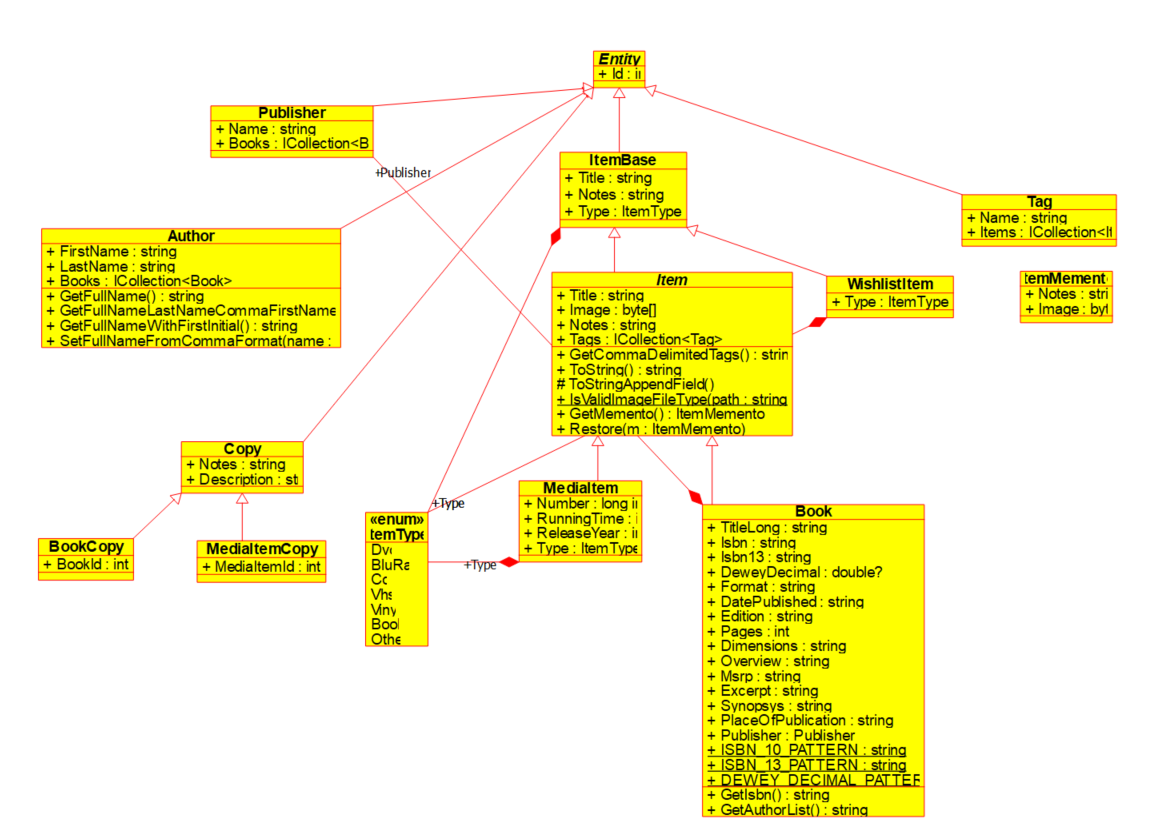 Entity
+ Id : i
Publisher
+ Name : string
+ Books : ICollection<B
+Publisher
ItemBase
+ Title : string
+ Notes : string
+ Type : ItemType
Tag
+ Name : string
+ Items : ICollection<I
Author
+ FirstName : string
+ LastName : string
+ Books : ICollection<Book>
+ GetFullName() : string
+ GetFullNameLastNameCommaFirstName
+ GetFullNameWithFirstInitial() : string
+ SetFullNameFromCommaFormat(name :
Item
+ Title : string
+ Image : byte[]
+ Notes : string
+ Tags : ICollection<Tag>
+ GetCommaDelimitedTags() : strin
+ ToString() : string
# ToStringAppendField()
+ IsValidImageFileType(path : string
+ GetMemento() : ItemMemento
+ Restore(m : ItemMemento)
WishlistItem
+ Type : ItemType
temMemento
+ Notes : stri
+ Image : byt
Copy
+ Notes : string
+ Description : st
BookCopy
+ BookId : int
MediaItemCopy
+ MediaItemId : int
+Type
«enum»
temType
Dvd
BluRa
Cd
Vhs
Viny
Book
Othe
+Type
MediaItem
+ Number : long in
+ RunningTime : i
+ ReleaseYear : in
+ Type : ItemType
Book
+ TitleLong : string
+ Isbn : string
+ Isbn13 : string
+ DeweyDecimal : double?
+ Format : string
+ DatePublished : string
+ Edition : string
+ Pages : int
+ Dimensions : string
+ Overview : string
+ Msrp : string
+ Excerpt : string
+ Synopsys : string
+ PlaceOfPublication : string
+ Publisher : Publisher
+ ISBN_10_PATTERN : string
+ ISBN_13_PATTERN : string
+ DEWEY_DECIMAL_PATTER
+ GetIsbn() : string
+ GetAuthorList() : string